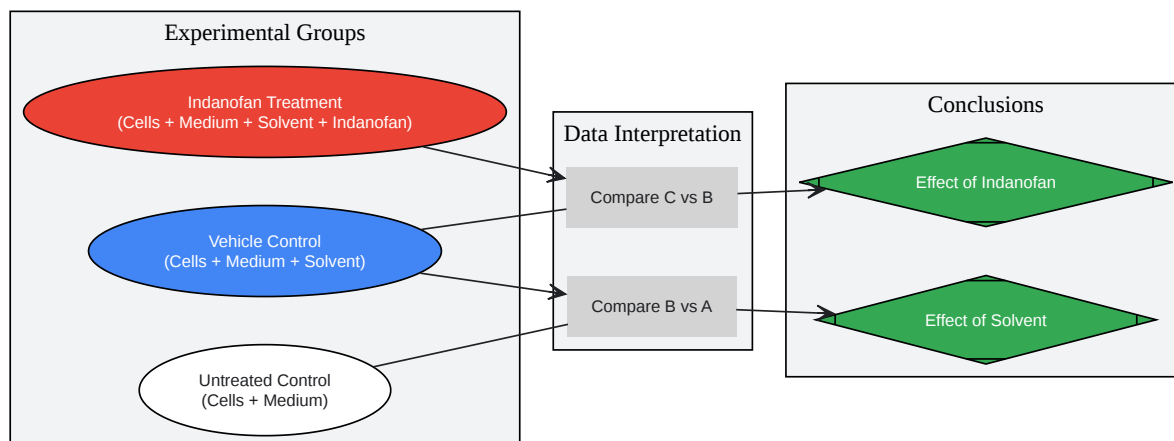 Experimental Groups
Indanofan Treatment
(Cells + Medium + Solvent + Indanofan)
Vehicle Control
(Cells + Medium + Solvent)
Untreated Control
(Cells + Medium)
Data Interpretation
Compare C vs B
Compare B vs A
Conclusions
Effect of Indanofan
Effect of Solvent